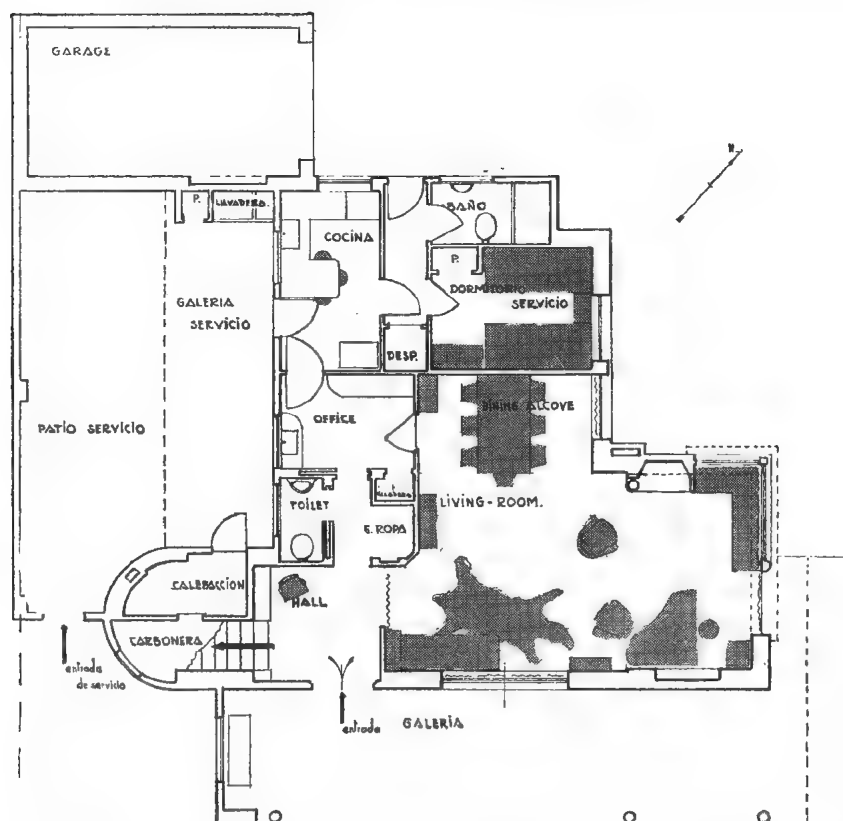 GARAGE
N.
P.
LAVADERO.
BAÑO
COCINA
P.
DORMITORIO
SERVICIO
GALERIA
SERVICIO
DESP.
DINING ALCOVE
OFFICE
PATIO SERVICIO
TOILET
LIVING-ROOM.
G. ROPA
CALEFACCION
HALL
CARBONERA
entrada
de servicio
entrada
GALERIA